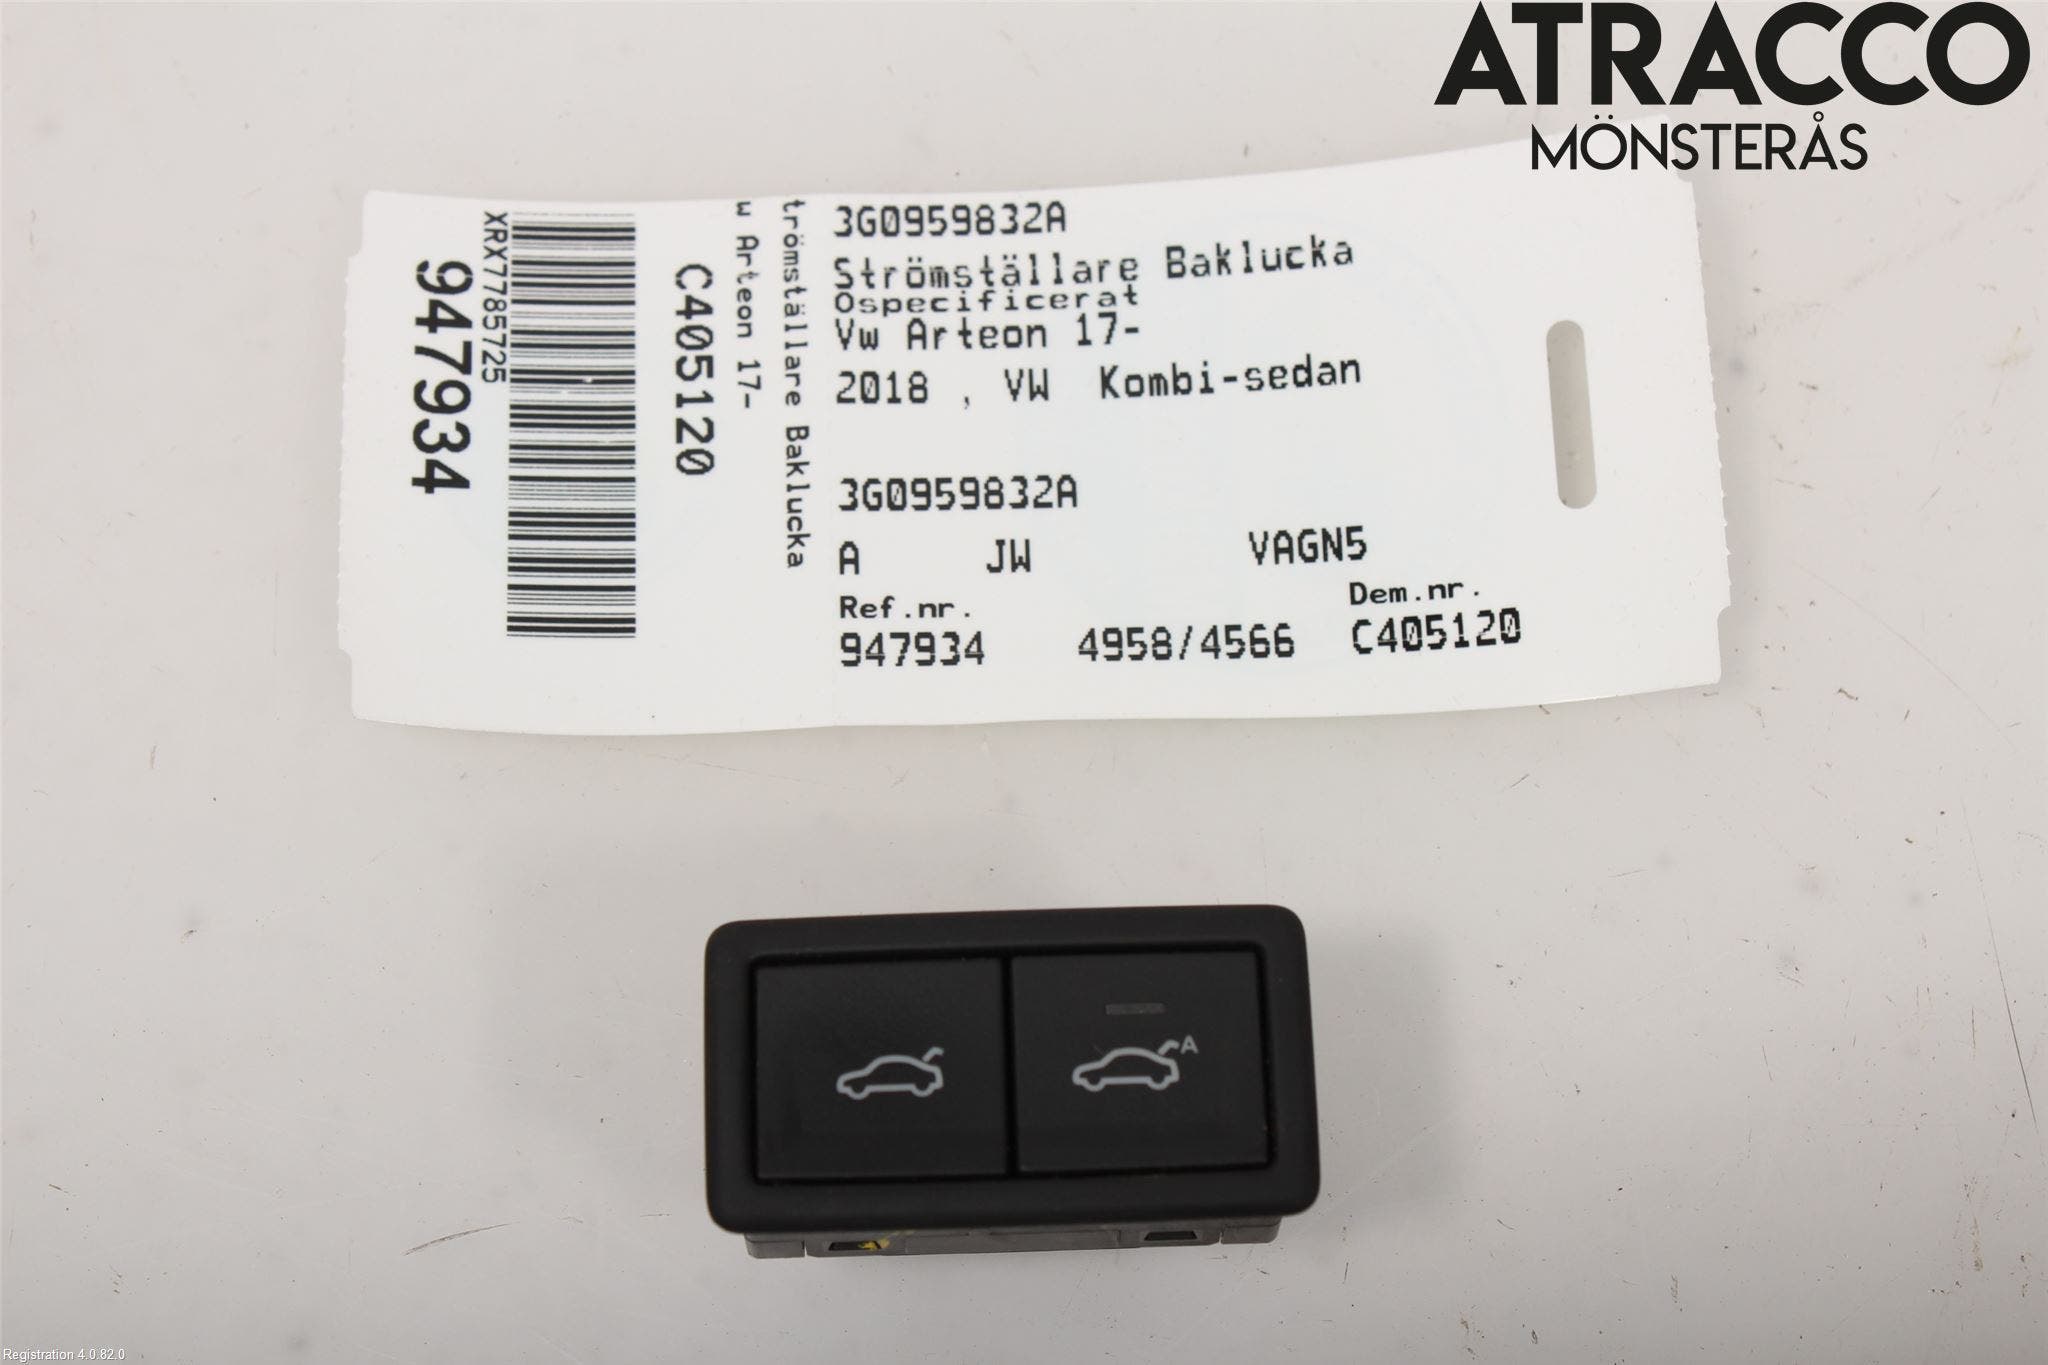 ATRACCO
MÖNSTERÅS
XRX7785725
947934
C405120
w Arteon 17-
trömställare Baklucka
3G0959832A
Strömställare Baklucka
Ospecificerat
Vw Arteon 17-
2018 , VW Kombi-sedan
3G0959832A
A JW VAGN5
Ref.nr. Dem.nr.
947934 4958/4566 C405120
A
Registration 4.0.82.0